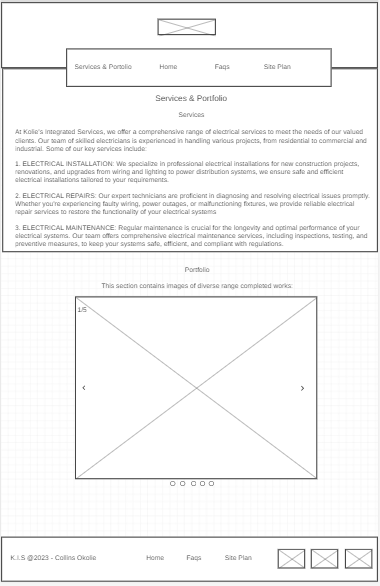 Services & Portolio Home Faqs Site Plan
Services & Portfolio
Services
At Kolie's Integrated Services, we offer a comprehensive range of electrical services to meet the needs of our valued
clients. Our team of skilled electricians is experienced in handling various projects, from residential to commercial and
industrial. Some of our key services include:
1. ELECTRICAL INSTALLATION: We specialize in professional electrical installations for new construction projects,
renovations, and upgrades from wiring and lighting to power distribution systems, we ensure safe and efficient
electrical installations tailored to your requirements.
2. ELECTRICAL REPAIRS: Our expert technicians are proficient in diagnosing and resolving electrical issues promptly.
Whether you're experiencing faulty wiring, power outages, or malfunctioning fixtures, we provide reliable electrical
repair services to restore the functionality of your electrical systems
3. ELECTRICAL MAINTENANCE: Regular maintenance is crucial for the longevity and optimal performance of your
electrical systems. Our team offers comprehensive electrical maintenance services, including inspections, testing, and
preventive measures, to keep your systems safe, efficient, and compliant with regulations.
Portfolio
This section contains images of diverse range completed works.
1/5
K.I.S @2023 - Collins Okolie Home Faqs Site Plan